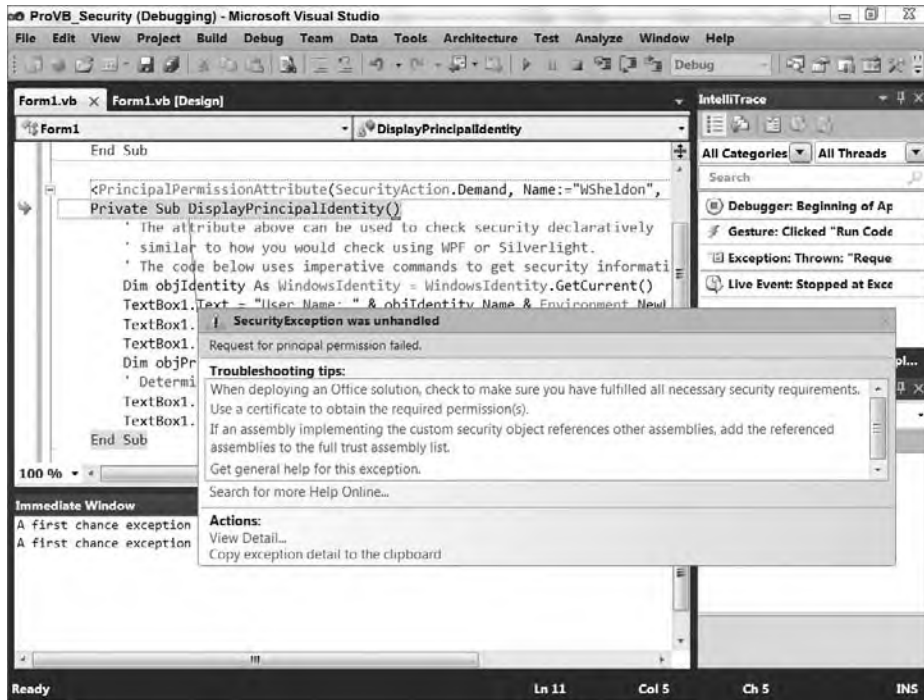 ProVB_Security (Debugging) - Microsoft Visual Studio
File Edit View Project Build Debug Team Data Tools Architecture Test Analyze Window Help
Debug
Form1.vb × Form1.vb [Design]
Form1
DisplayPrincipalIdentity
End Sub
<PrincipalPermissionAttribute(SecurityAction.Demand, Name:="WSheldon",
Private Sub DisplayPrincipalIdentity()
' The attribute above can be used to check security declaratively
' similar to how you would check using WPF or Silverlight.
' The code below uses imperative commands to get security informati
Dim objIdentity As WindowsIdentity = WindowsIdentity.GetCurrent()
TextBox1.Text = "User Name: " & objIdentity.Name & Environment.NewL
TextBox1.
TextBox1.
Dim objPr
' Determi
TextBox1.
TextBox1.
End Sub
100 %
SecurityException was unhandled
Request for principal permission failed.
Troubleshooting tips:
When deploying an Office solution, check to make sure you have fulfilled all necessary security requirements.
Use a certificate to obtain the required permission(s).
If an assembly implementing the custom security object references other assemblies, add the referenced
assemblies to the full trust assembly list.
Get general help for this exception.
Search for more Help Online...
Actions:
View Detail...
Copy exception detail to the clipboard
IntelliTrace
All Categories All Threads
Search
Debugger: Beginning of Ap
Gesture: Clicked "Run Code
Exception: Thrown: "Reque
Live Event: Stopped at Exce
pl...
Immediate Window
A first chance exception
A first chance exception
Ready Ln 11 Col 5 Ch 5 INS